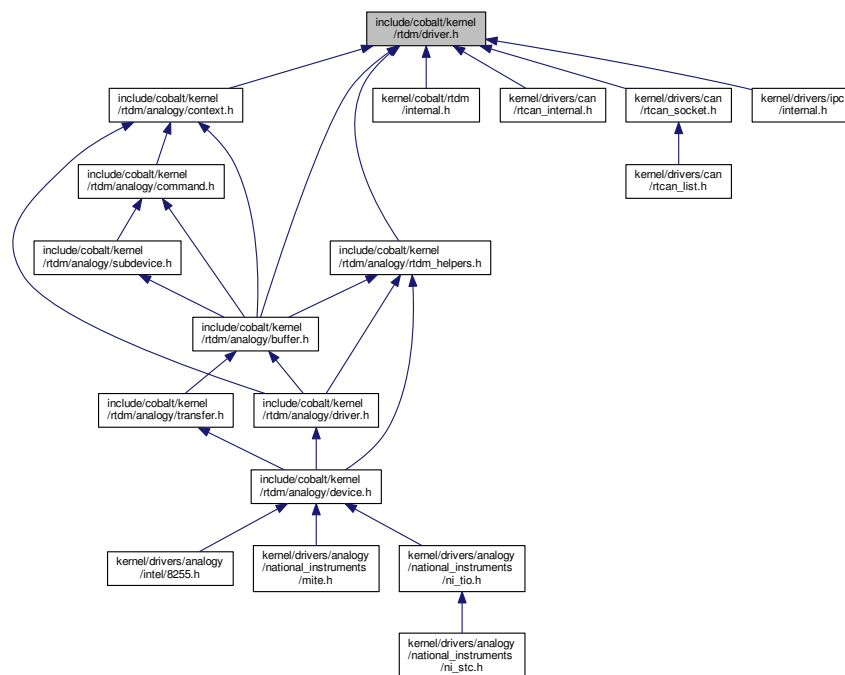 include/cobalt/kernel
/rtdm/driver.h
include/cobalt/kernel
/rtdm/analogy/context.h
kernel/cobalt/rtdm
/internal.h
kernel/drivers/can
/rtcan_internal.h
kernel/drivers/can
/rtcan_socket.h
kernel/drivers/ipc
/internal.h
include/cobalt/kernel
/rtdm/analogy/command.h
kernel/drivers/can
/rtcan_list.h
include/cobalt/kernel
/rtdm/analogy/subdevice.h
include/cobalt/kernel
/rtdm/analogy/rtdm_helpers.h
include/cobalt/kernel
/rtdm/analogy/buffer.h
include/cobalt/kernel
/rtdm/analogy/transfer.h
include/cobalt/kernel
/rtdm/analogy/driver.h
include/cobalt/kernel
/rtdm/analogy/device.h
kernel/drivers/analogy
/intel/8255.h
kernel/drivers/analogy
/national_instruments
/mite.h
kernel/drivers/analogy
/national_instruments
/ni_tio.h
kernel/drivers/analogy
/national_instruments
/ni_stc.h